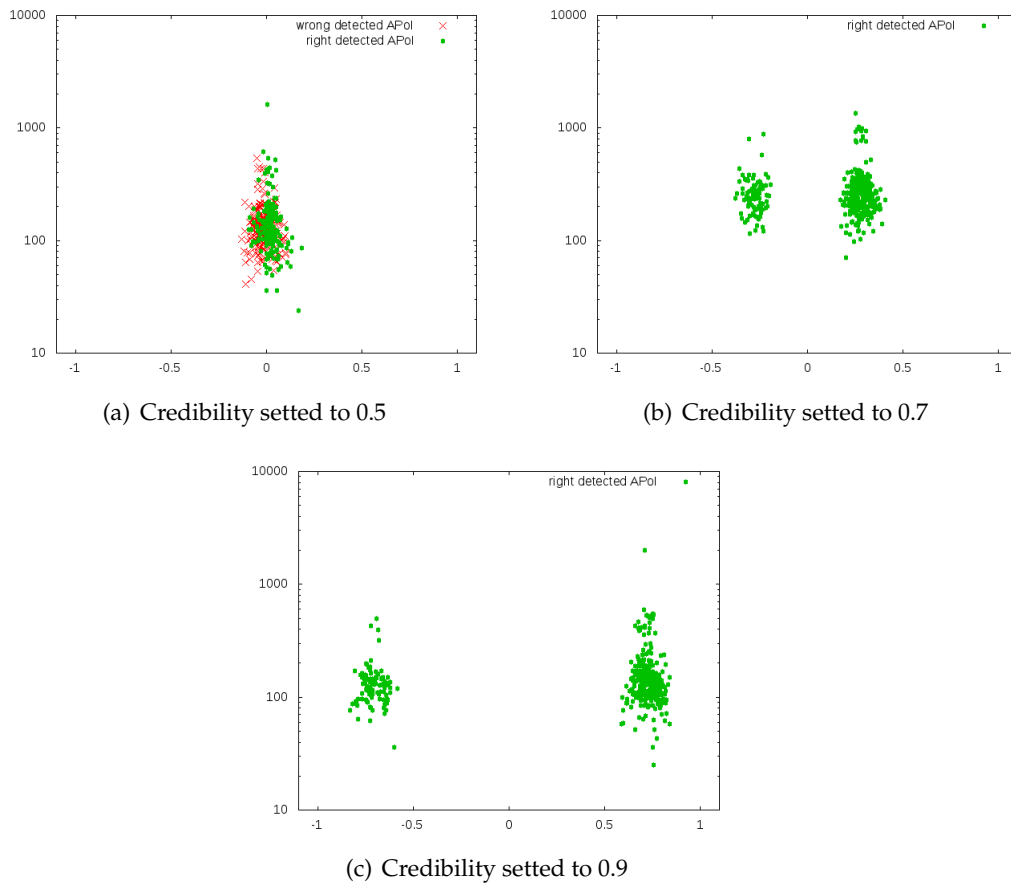 10000
wrong detected APoI
right detected APoI
1000
100
10
-1 -0.5 0 0.5 1
(a) Credibility setted to 0.5
10000
right detected APoI
1000
100
10
-1 -0.5 0 0.5 1
(b) Credibility setted to 0.7
10000
right detected APoI
1000
100
10
-1 -0.5 0 0.5 1
(c) Credibility setted to 0.9